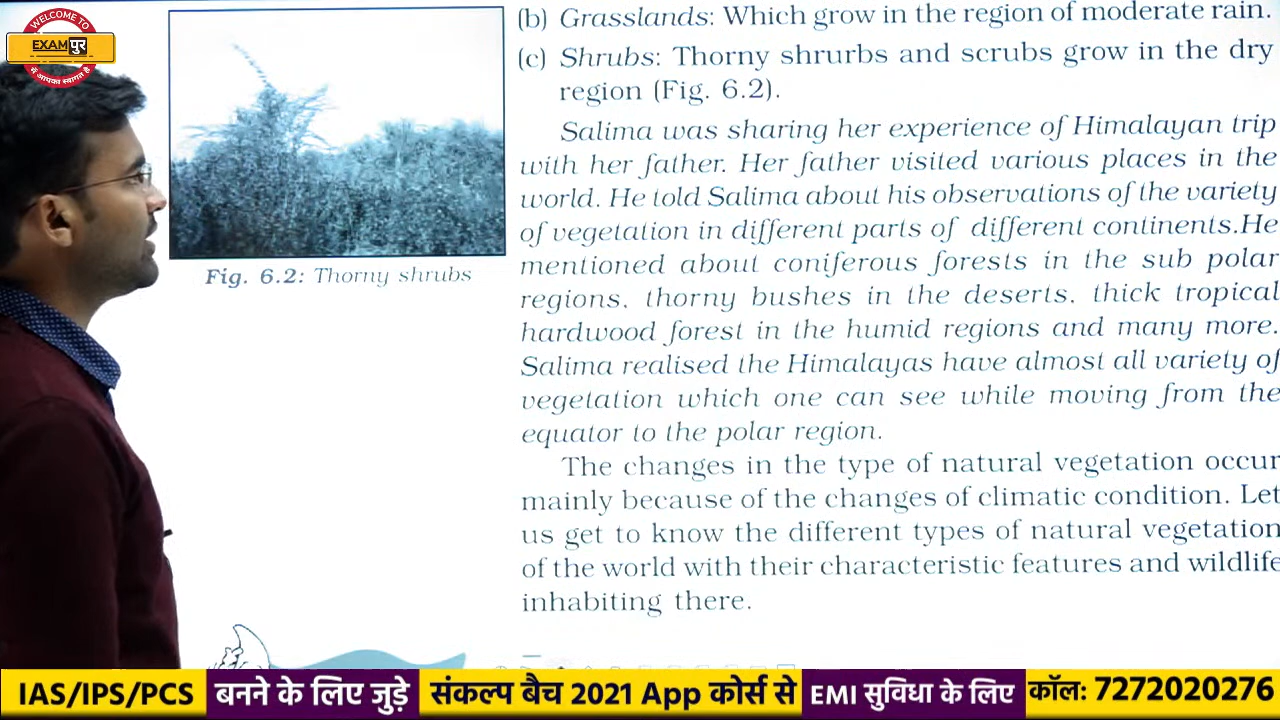 WELCOME TO
EXAM पुर
में आपका स्वागत है
(b) Grasslands: Which grow in the region of moderate rain.
(c) Shrubs: Thorny shrurbs and scrubs grow in the dry
region (Fig. 6.2).
Salima was sharing her experience of Himalayan trip
with her father. Her father visited various places in the
world. He told Salima about his observations of the variety
of vegetation in different parts of different continents.He
mentioned about coniferous forests in the sub polar
regions, thorny bushes in the deserts, thick tropical
hardwood forest in the humid regions and many more.
Salima realised the Himalayas have almost all variety of
vegetation which one can see while moving from the
equator to the polar region.
The changes in the type of natural vegetation occur
mainly because of the changes of climatic condition. Let
us get to know the different types of natural vegetation
of the world with their characteristic features and wildlife
inhabiting there.
Fig. 6.2: Thorny shrubs
IAS/IPS/PCS बनने के लिए जुड़े संकल्प बैच 2021 App कोर्स से EMI सुविधा के लिए कॉल: 7272020276